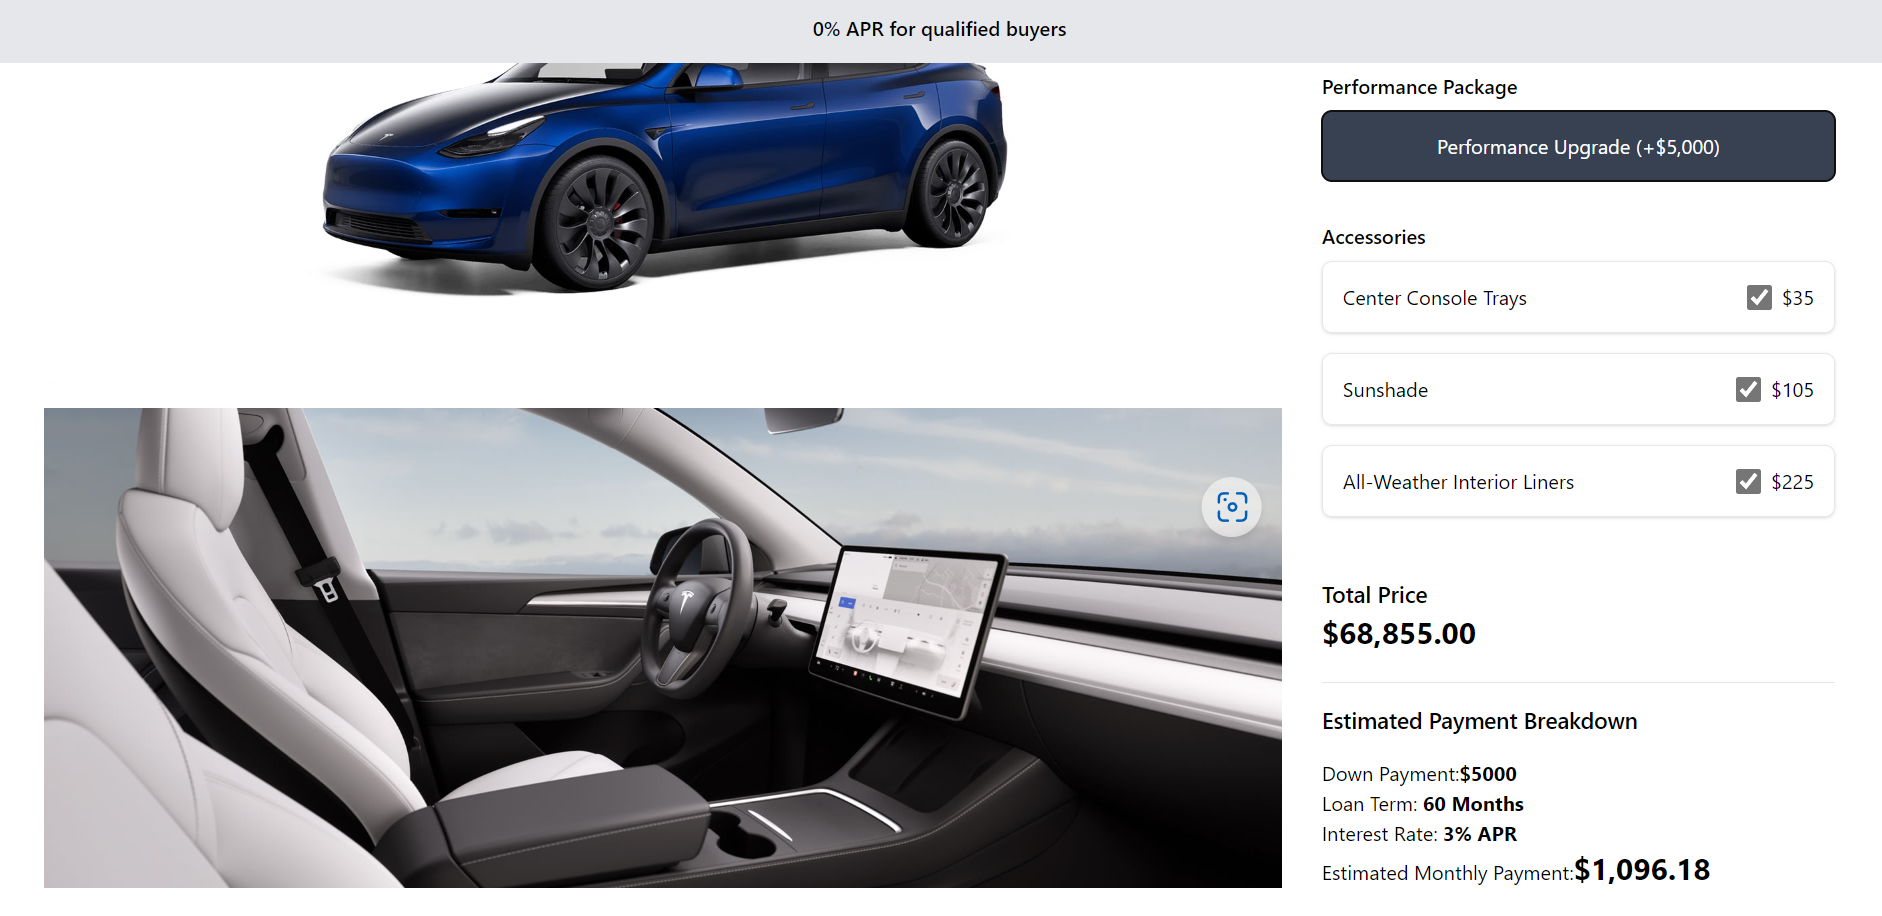 0% APR for qualified buyers
Performance Package
Performance Upgrade (+$5,000)
Accessories
Center Console Trays $35
Sunshade $105
All-Weather Interior Liners $225
Total Price
$68,855.00
Estimated Payment Breakdown
Down Payment:$5000
Loan Term: 60 Months
Interest Rate: 3% APR
Estimated Monthly Payment:$1,096.18